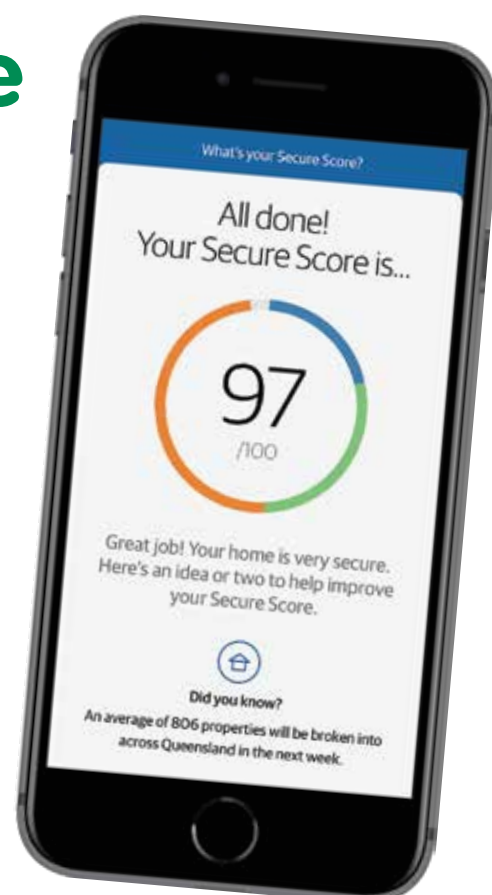 e
What's your Secure Score?
All done!
Your Secure Score is...
97
/100
Great job! Your home is very secure.
Here's an idea or two to help improve
your Secure Score.
Did you know?
An average of 806 properties will be broken into
across Queensland in the next week.